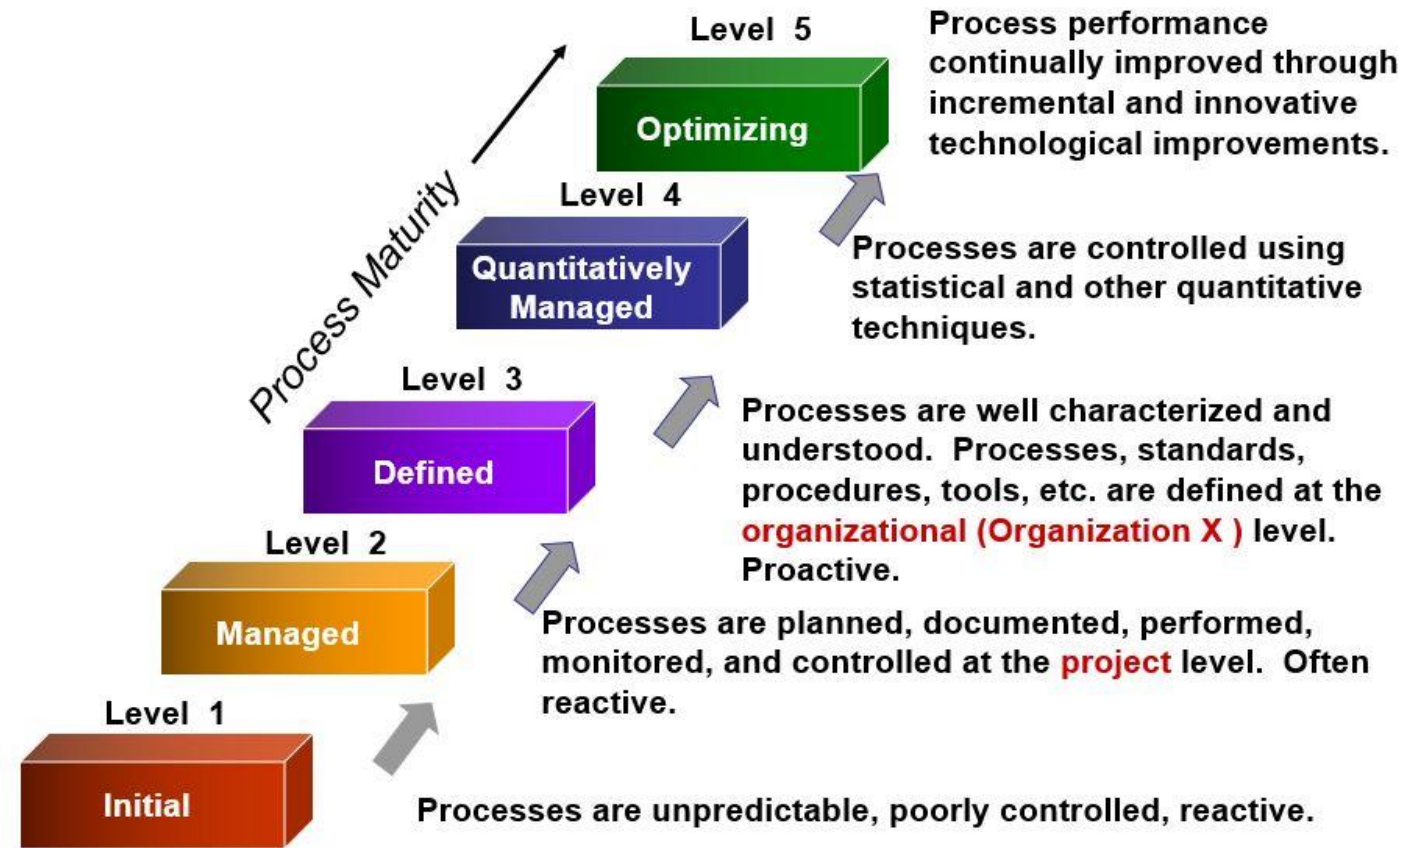 Level 5
Optimizing
Process performance
continually improved through
incremental and innovative
technological improvements.
Process Maturity
Level 4
Quantitatively
Managed
Processes are controlled using
statistical and other quantitative
techniques.
Level 3
Defined
Processes are well characterized and
understood. Processes, standards,
procedures, tools, etc. are defined at the
organizational (Organization X ) level.
Proactive.
Level 2
Managed
Processes are planned, documented, performed,
monitored, and controlled at the project level. Often
reactive.
Level 1
Initial
Processes are unpredictable, poorly controlled, reactive.